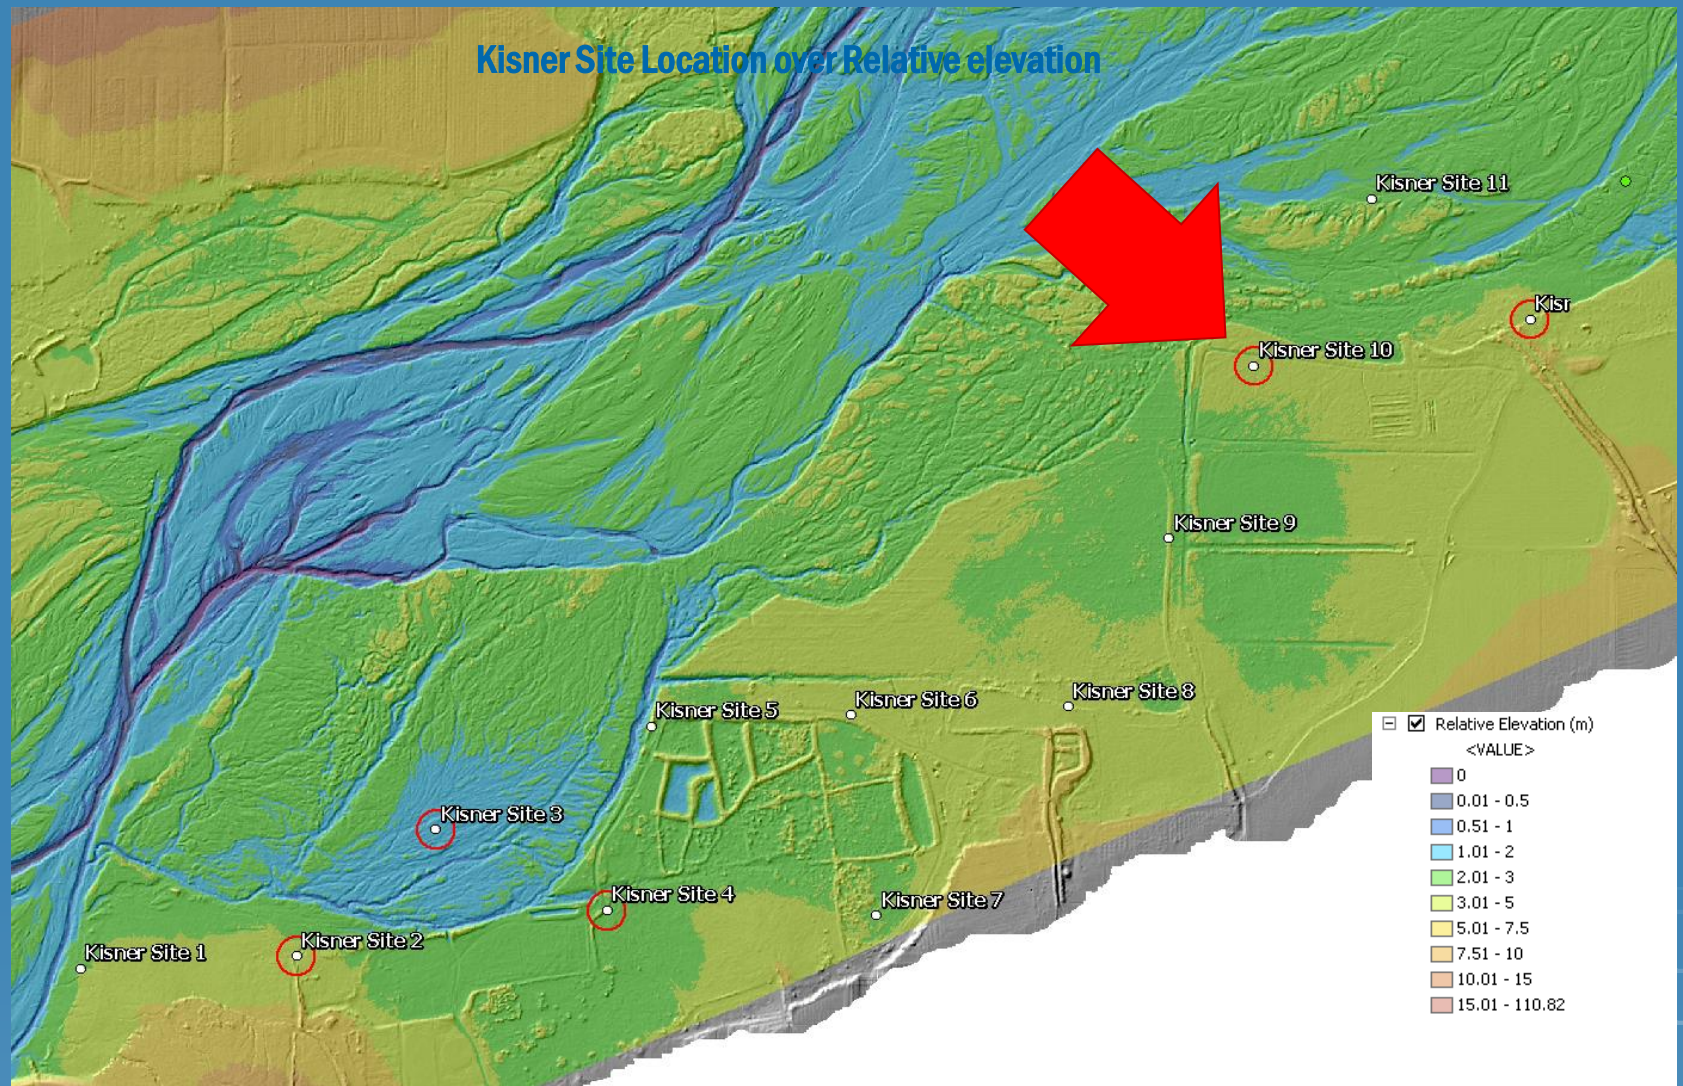 Kisner Site Location over Relative elevation
Kisner Site 11
Kisr
Kisner Site 10
Kisner Site 9
Kisner Site 8
Kisner Site 6
Kisner Site 5
Kisner Site 3
Kisner Site 4
Kisner Site 7
Kisner Site 2
Kisner Site 1
Relative Elevation (m)
<VALUE>
0
0.01 - 0.5
0.51 - 1
1.01 - 2
2.01 - 3
3.01 - 5
5.01 - 7.5
7.51 - 10
10.01 - 15
15.01 - 110.82